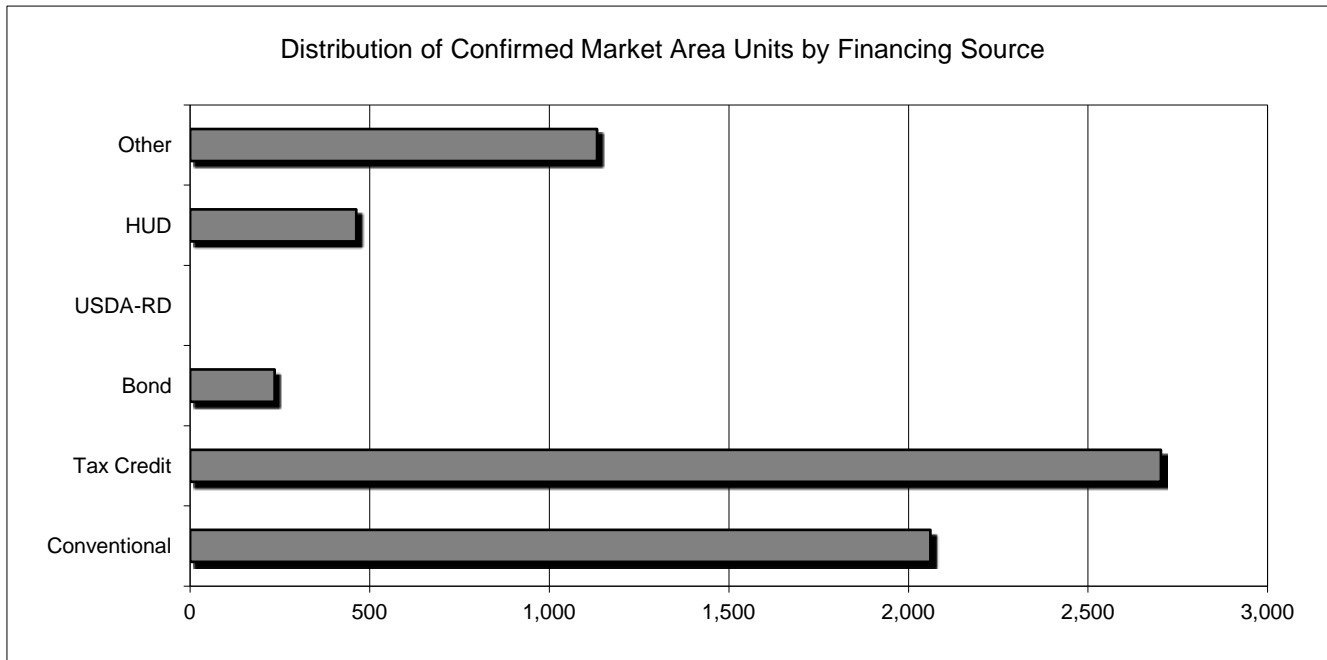 Distribution of Confirmed Market Area Units by Financing Source
Other
HUD
USDA-RD
Bond
Tax Credit
Conventional
0 500 1,000 1,500 2,000 2,500 3,000